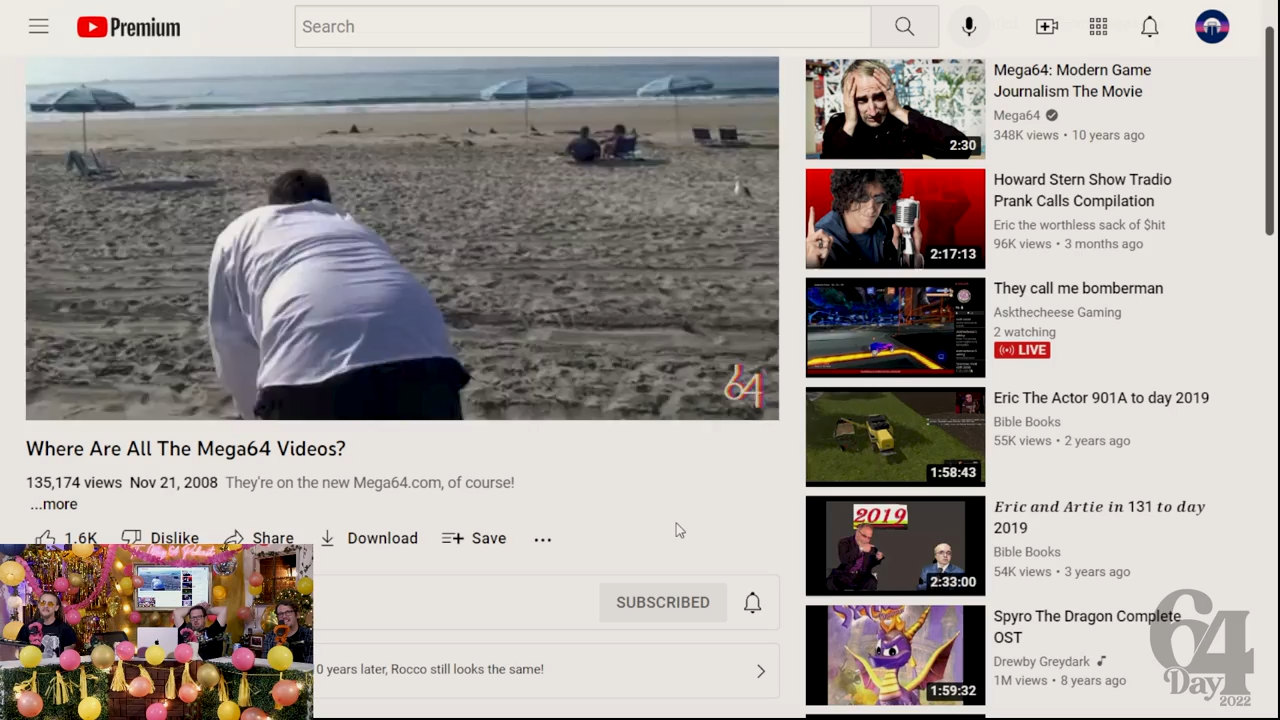 Premium
Search
64
Where Are All The Mega64 Videos?
135,174 views Nov 21, 2008 They're on the new Mega64.com, of course!
...more
1.6K Dislike Share Download Save ...
SUBSCRIBED
0 years later, Rocco still looks the same!
Mega64: Modern Game
Journalism The Movie
Mega64
348K views • 10 years ago
2:30
Howard Stern Show Tradio
Prank Calls Compilation
Eric the worthless sack of $hit
96K views • 3 months ago
2:17:13
They call me bomberman
Askthecheese Gaming
2 watching
LIVE
Eric The Actor 901A to day 2019
Bible Books
55K views • 2 years ago
1:58:43
Eric and Artie in 131 to day
2019
Bible Books
54K views • 3 years ago
2019
2:33:00
Spyro The Dragon Complete
OST
Drewby Greydark
1M views • 8 years ago
1:59:32
64
Day
2022